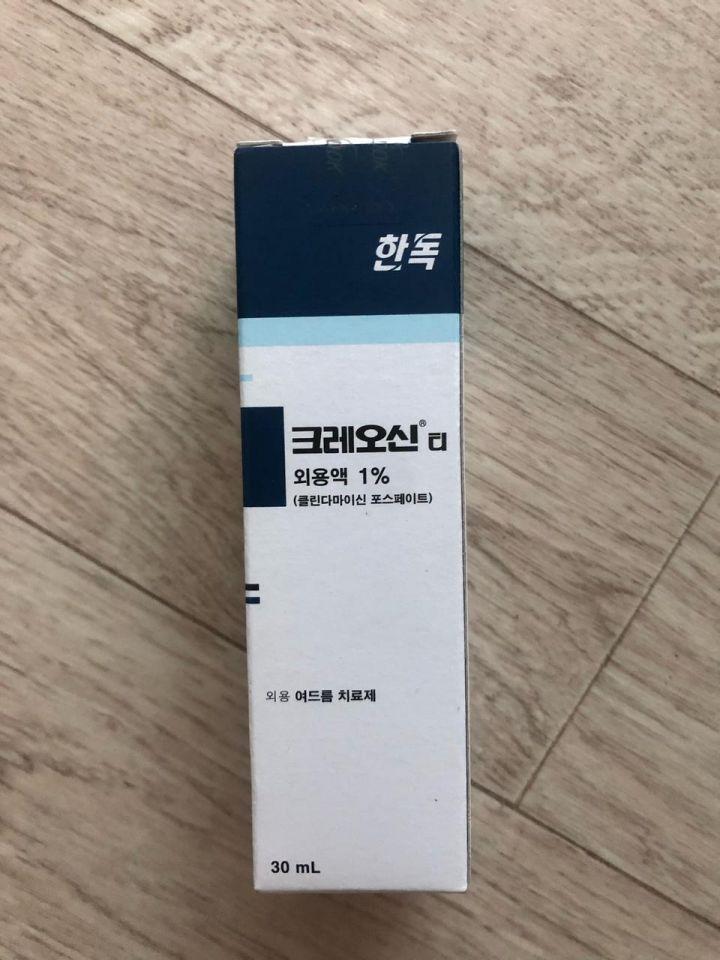 한독
크레오신® 티
외용액 1%
(클린다마이신 포스페이트)
외용 여드름 치료제
30 mL